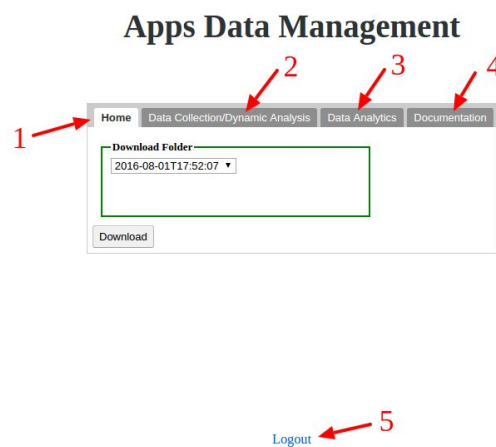 Apps Data Management
2 3 4
1 Home Data Collection/Dynamic Analysis Data Analytics Documentation
Download Folder
2016-08-01T17:52:07
Download
5
Logout